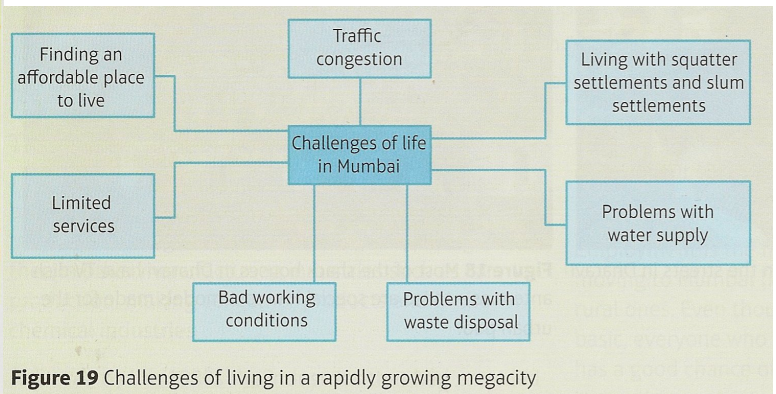 Finding an
affordable place
to live
Traffic
congestion
Living with squatter
settlements and slum
settlements
Challenges of life
in Mumbai
Limited
services
Problems with
water supply
Bad working
conditions
Problems with
waste disposal
Figure 19 Challenges of living in a rapidly growing megacity